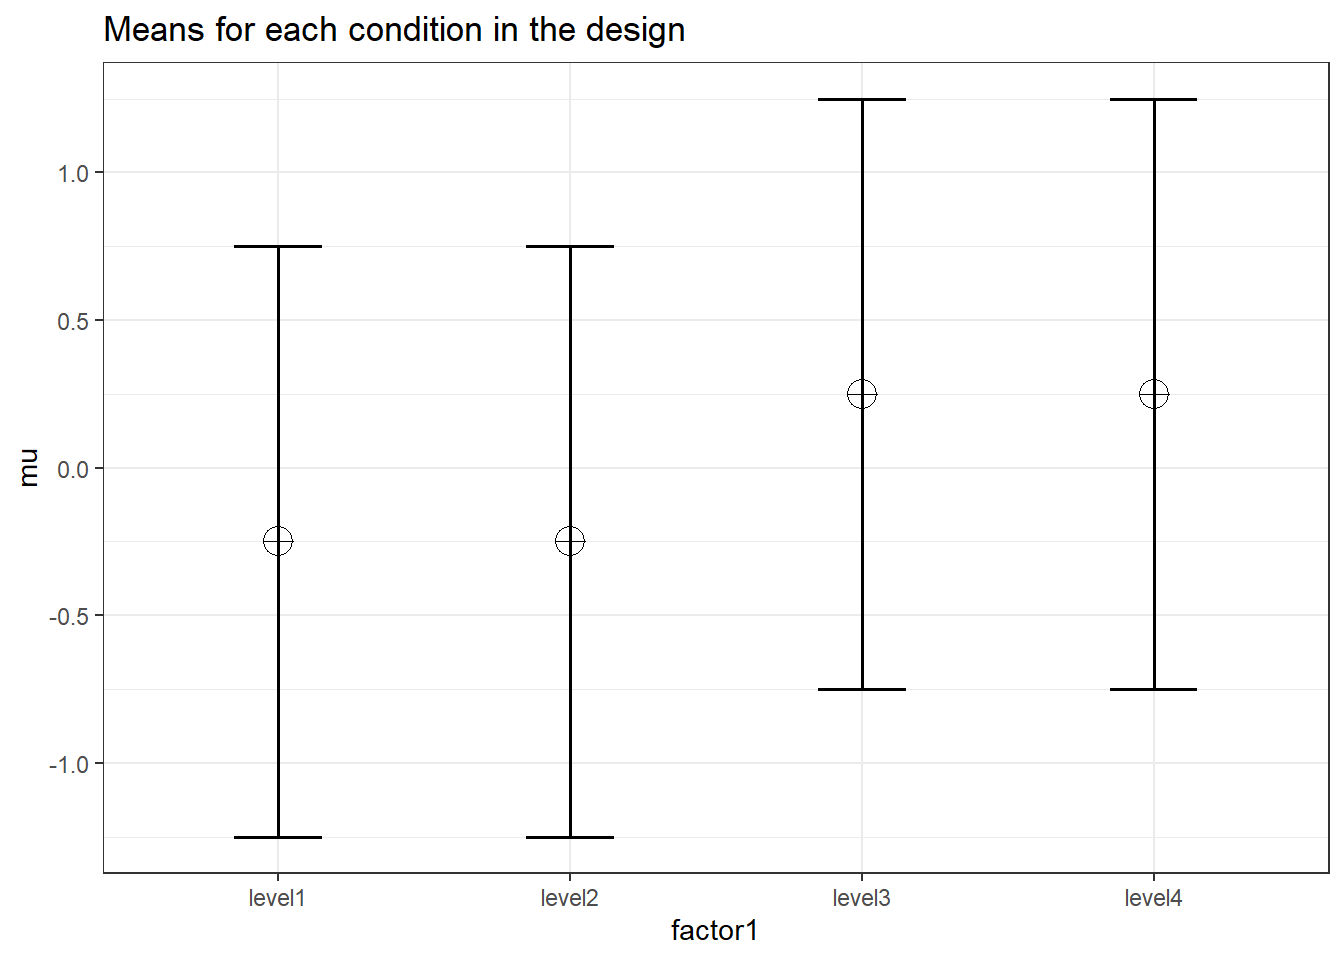 Means for each condition in the design
mu
1.0
0.5
0.0
-0.5
-1.0
level1 level2 level3 level4
factor1